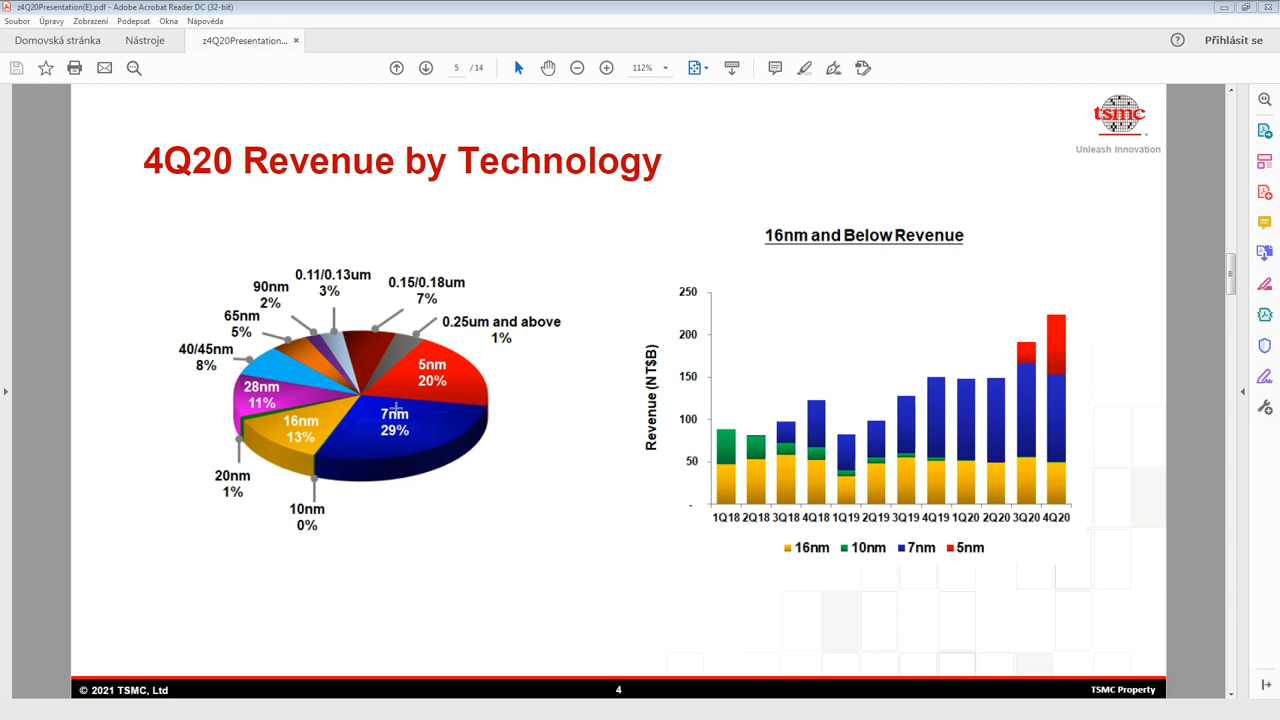 z4Q20Presentation(E).pdf - Adobe Acrobat Reader DC (32-bit)
Soubor Úpravy Zobrazení Podepsat Okna Nápověda
Domovská stránka Nástroje z4Q20Presentation... × Přihlásit se
5 / 14 112%
tsmc
Unleash Innovation
4Q20 Revenue by Technology
16nm and Below Revenue
0.11/0.13um
3%
0.15/0.18um
7%
90nm
2%
0.25um and above
1%
65nm
5%
40/45nm
8%
5nm
20%
28nm
11%
7nm
29%
16nm
13%
20nm
1%
10nm
0%
Revenue (NT$B)
250
200
150
100
50
-
1Q18 2Q18 3Q18 4Q18 1Q19 2Q19 3Q19 4Q19 1Q20 2Q20 3Q20 4Q20
16nm 10nm 7nm 5nm
© 2021 TSMC, Ltd 4 TSMC Property